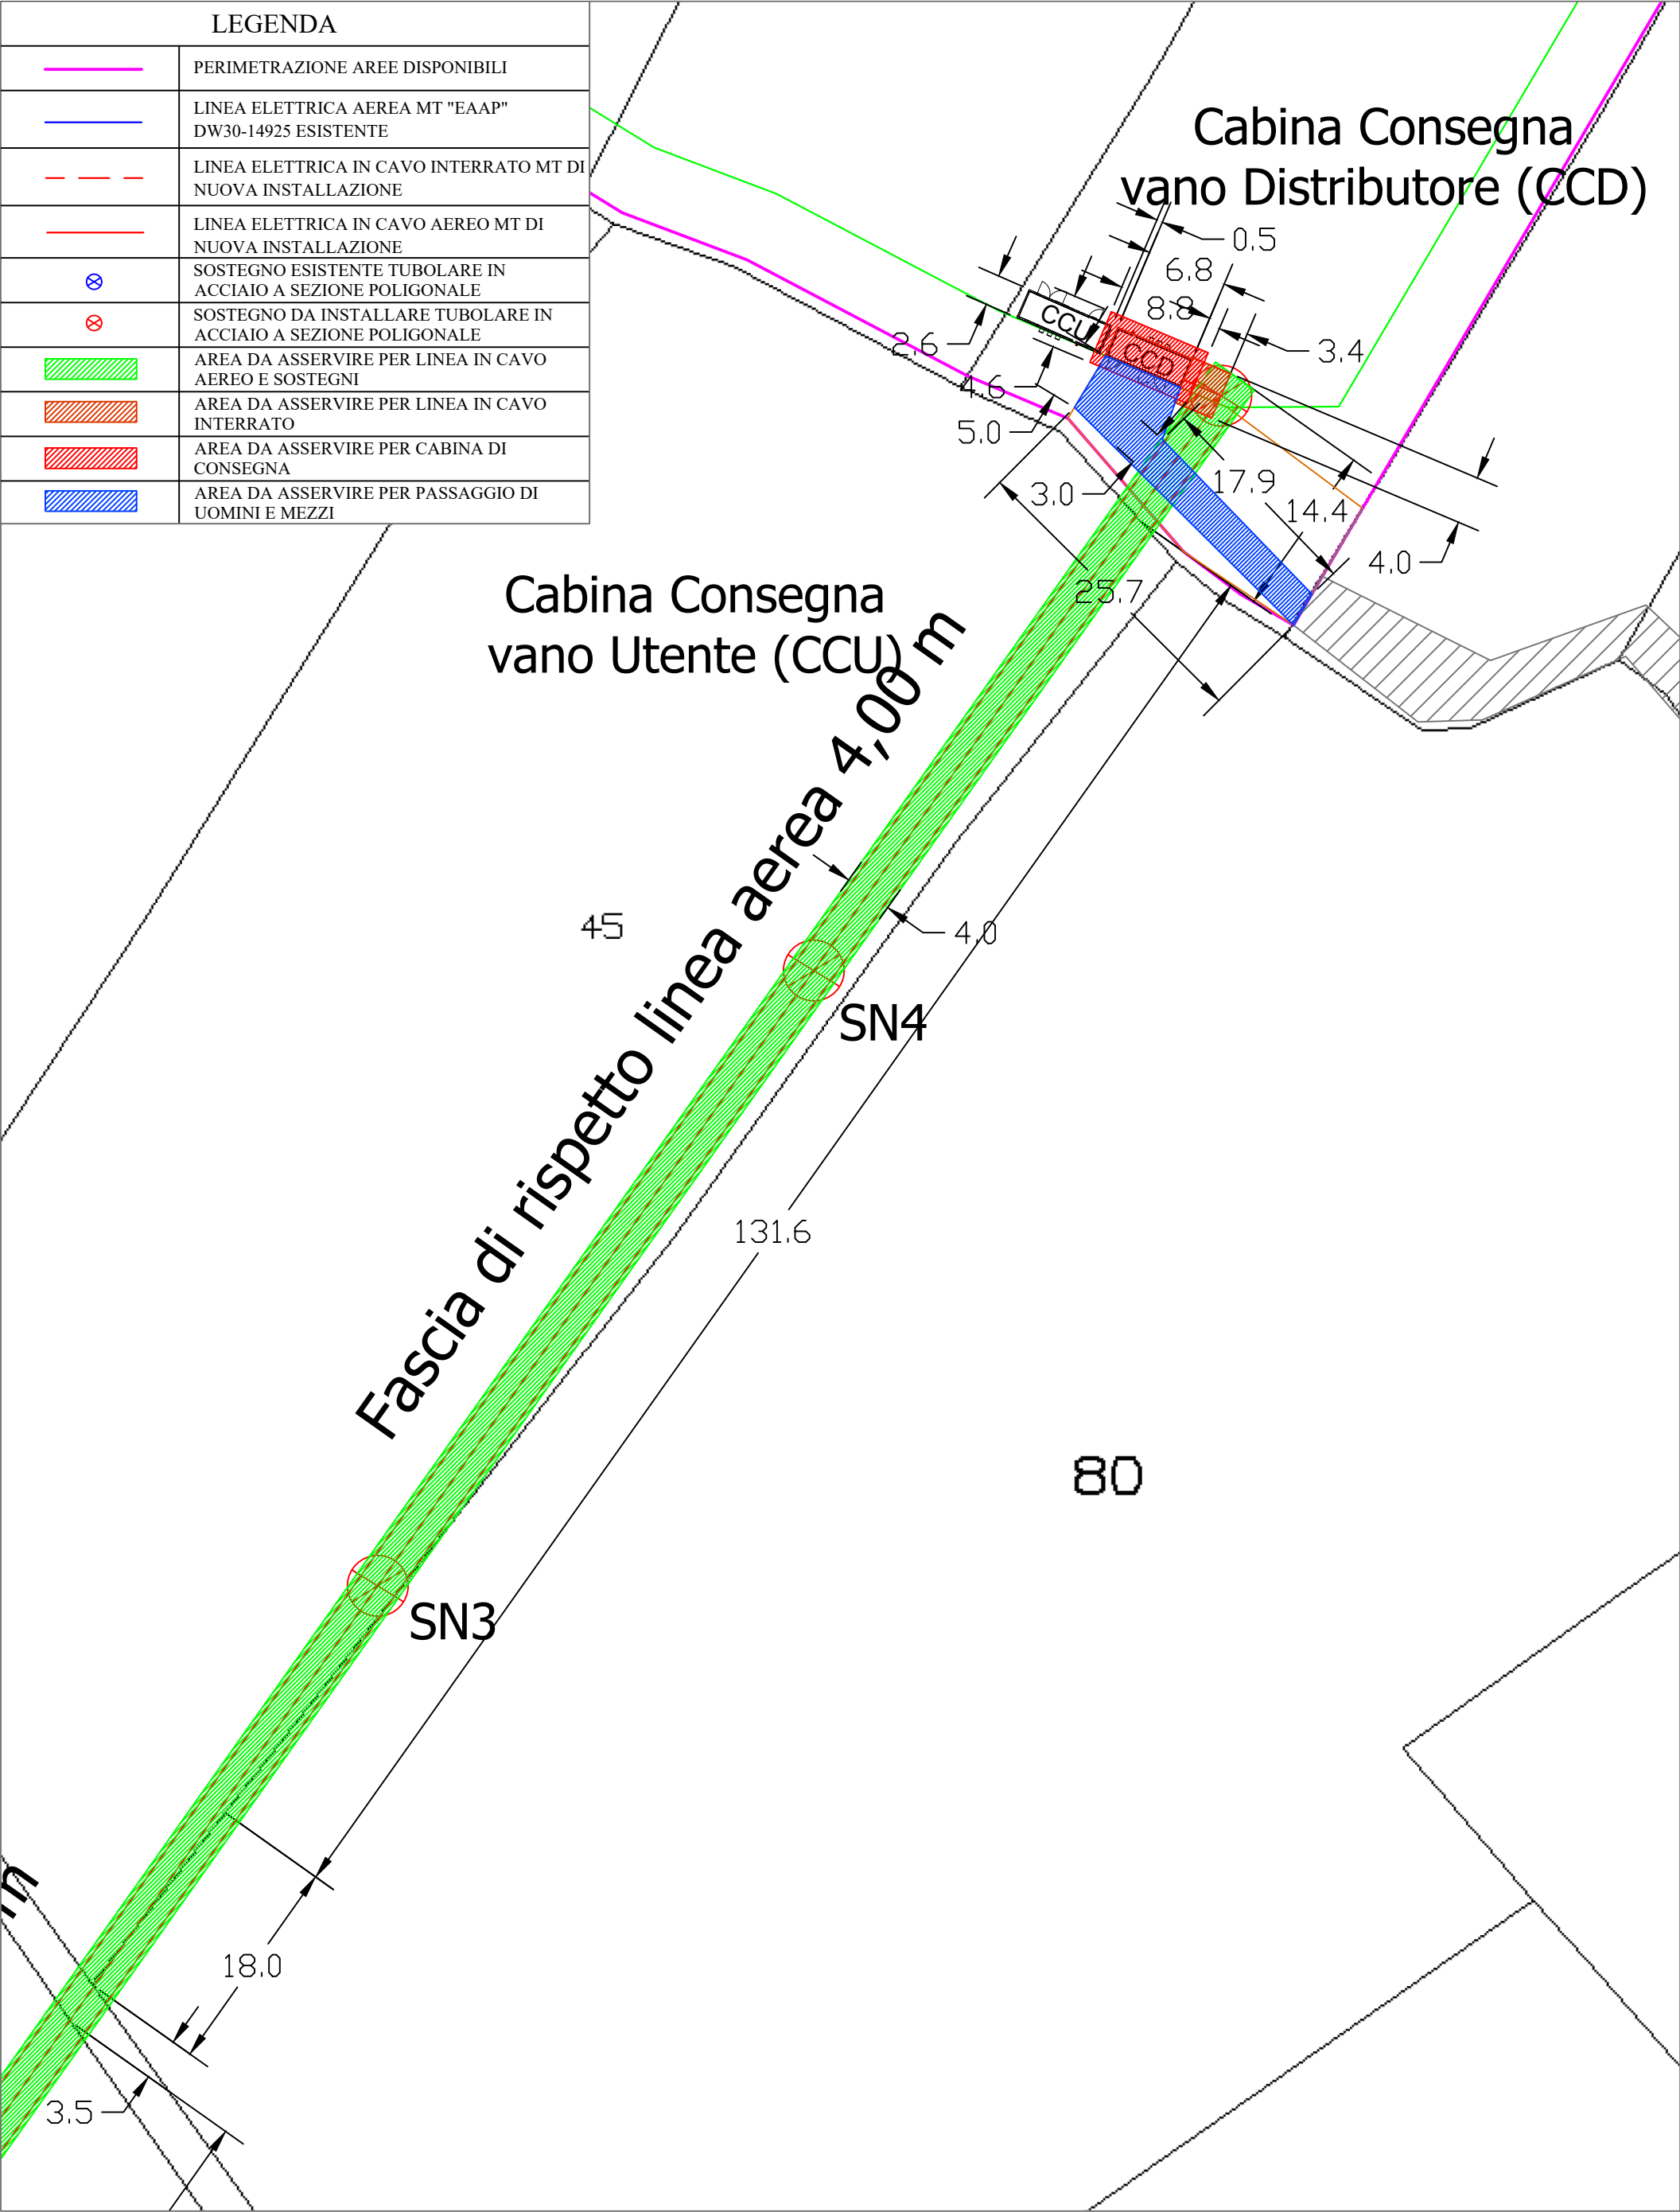 LEGENDA
PERIMETRAZIONE AREE DISPONIBILI
LINEA ELETTRICA AEREA MT "EAAP"
DW30-14925 ESISTENTE
LINEA ELETTRICA IN CAVO INTERRATO MT DI
NUOVA INSTALLAZIONE
LINEA ELETTRICA IN CAVO AEREO MT DI
NUOVA INSTALLAZIONE
SOSTEGNO ESISTENTE TUBOLARE IN
ACCIAIO A SEZIONE POLIGONALE
SOSTEGNO DA INSTALLARE TUBOLARE IN
ACCIAIO A SEZIONE POLIGONALE
AREA DA ASSERVIRE PER LINEA IN CAVO
AEREO E SOSTEGNI
AREA DA ASSERVIRE PER LINEA IN CAVO
INTERRATO
AREA DA ASSERVIRE PER CABINA DI
CONSEGNA
AREA DA ASSERVIRE PER PASSAGGIO DI
UOMINI E MEZZI
Cabina Consegna
vano Distributore (CCD)
0.5
6.8
8.8
3.4
2.6
CCU
CCD
4.6
5.0
3.0
17.9
14.4
4.0
25.7
Cabina Consegna
vano Utente (CCU)
Fascia di rispetto linea aerea 4,00 m
45
4.0
SN4
131.6
80
SN3
m
18.0
3.5